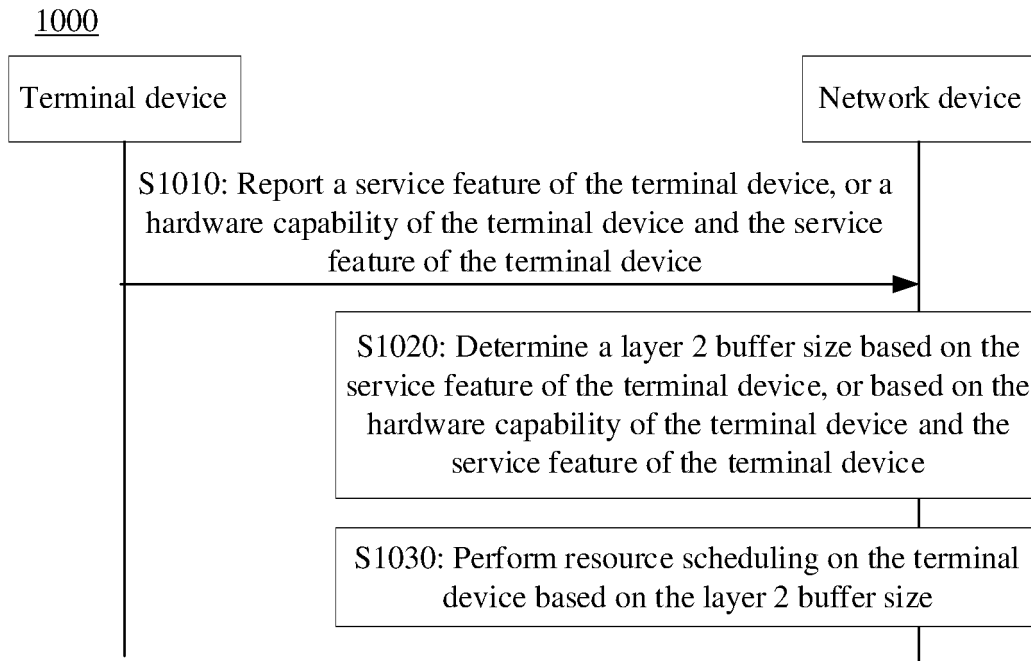 1000
Terminal device
Network device
S1010: Report a service feature of the terminal device, or a
hardware capability of the terminal device and the service
feature of the terminal device
S1020: Determine a layer 2 buffer size based on the
service feature of the terminal device, or based on the
hardware capability of the terminal device and the
service feature of the terminal device
S1030: Perform resource scheduling on the terminal
device based on the layer 2 buffer size